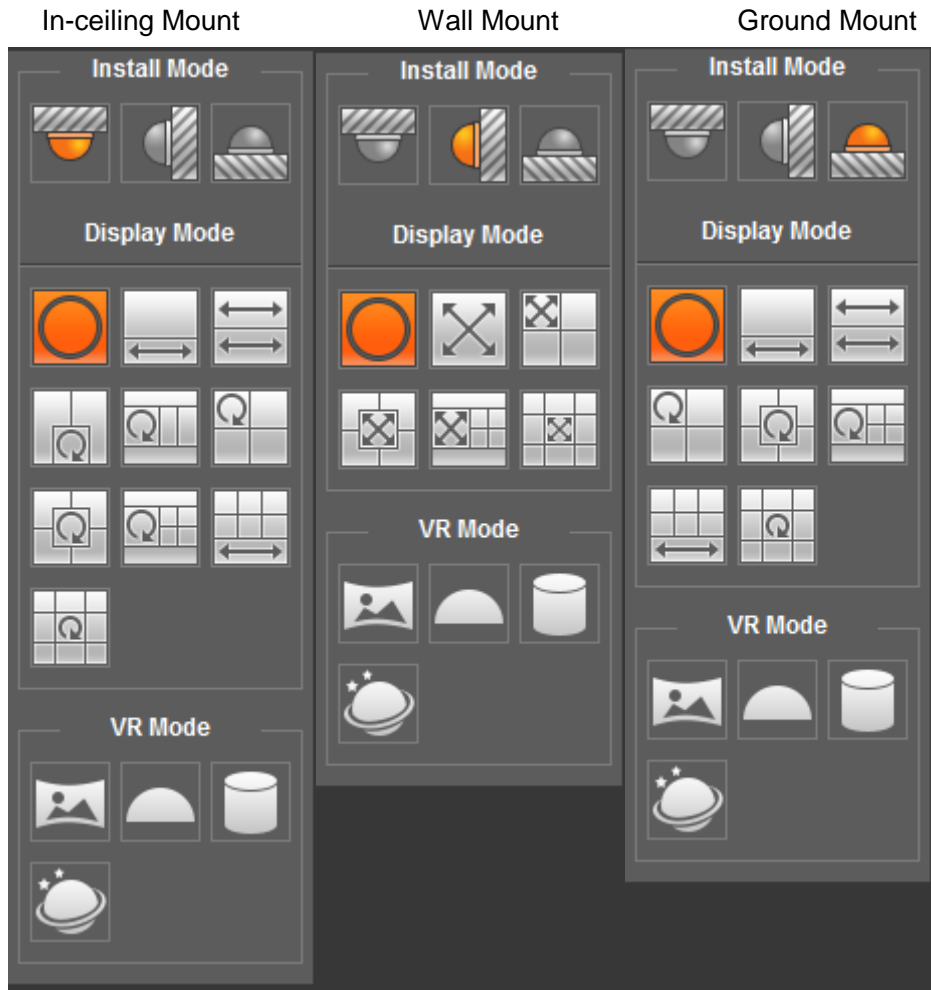 In-ceiling Mount
Wall Mount
Ground Mount
Install Mode
Display Mode
VR Mode
Install Mode
Display Mode
VR Mode
Install Mode
Display Mode
VR Mode